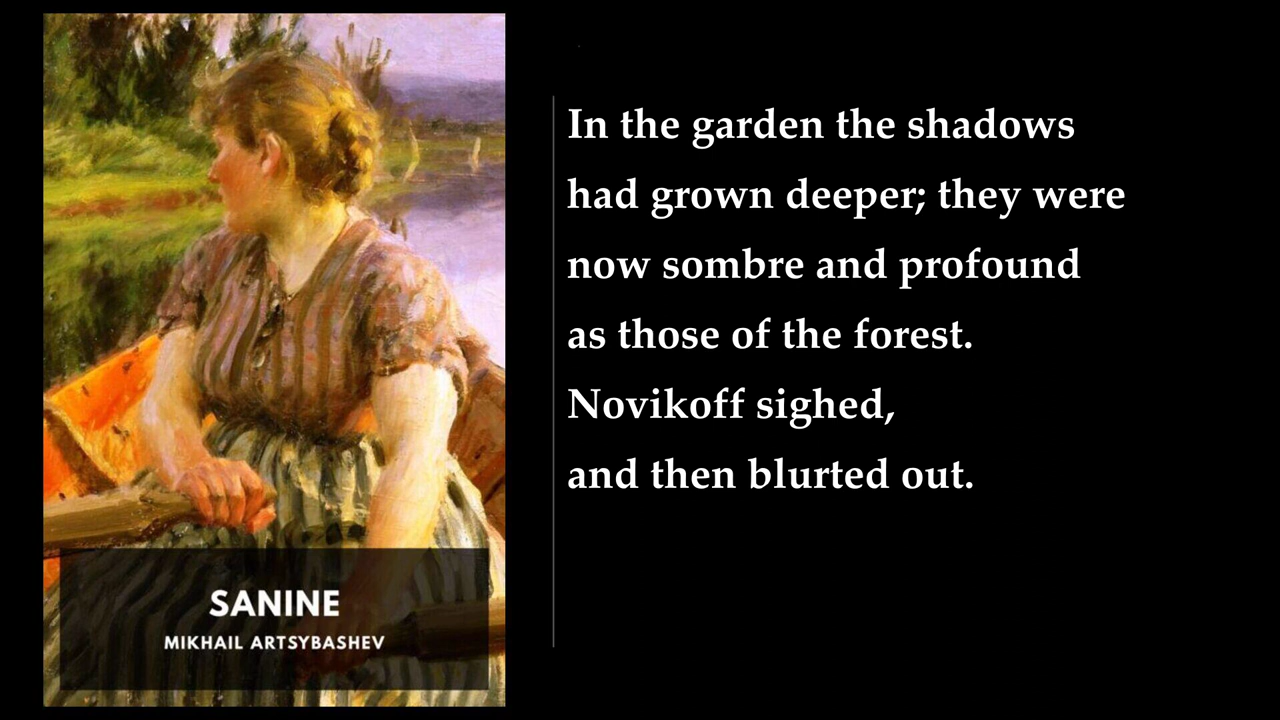 SANINE
MIKHAIL ARTSYBASHEV
In the garden the shadows
had grown deeper; they were
now sombre and profound
as those of the forest.
Novikoff sighed,
and then blurted out.